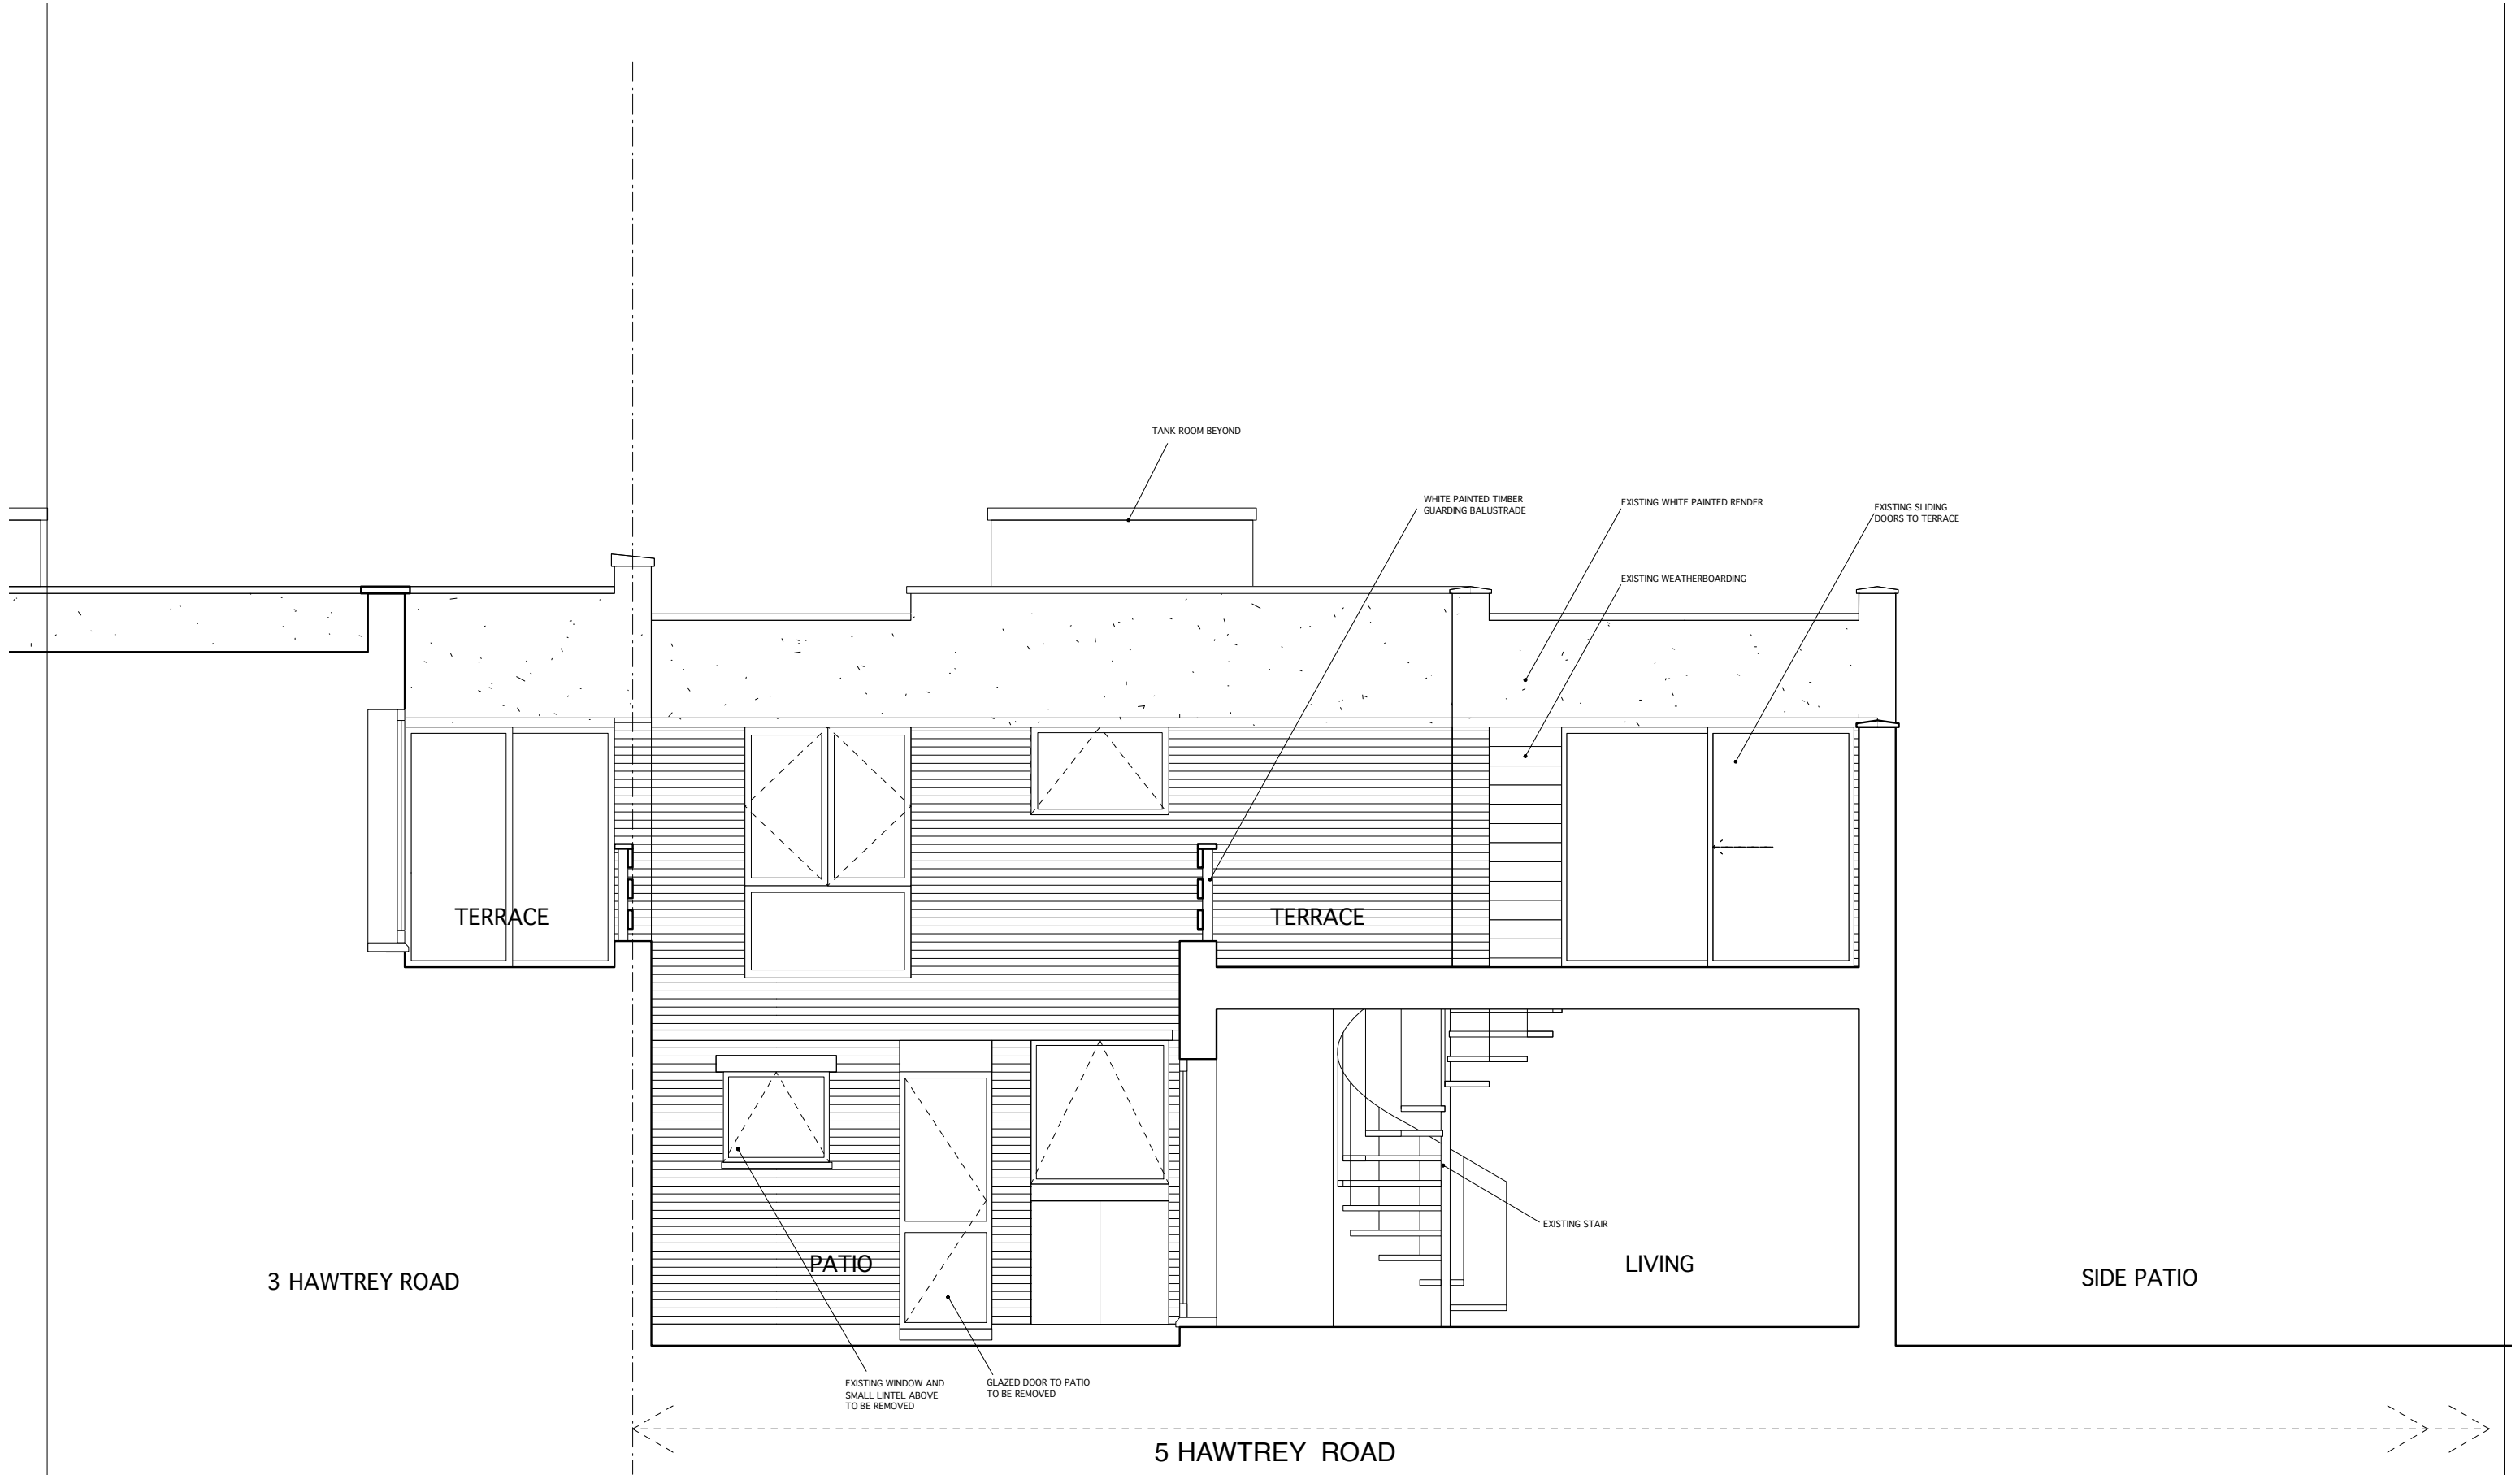 TANK ROOM BEYOND
WHITE PAINTED TIMBER
GUARDING BALUSTRADE
EXISTING WHITE PAINTED RENDER
EXISTING SLIDING
DOORS TO TERRACE
EXISTING WEATHERBOARDING
TERRACE
TERRACE
EXISTING STAIR
PATIO
LIVING
3 HAWTREY ROAD
SIDE PATIO
EXISTING WINDOW AND
SMALL LINTEL ABOVE
TO BE REMOVED
GLAZED DOOR TO PATIO
TO BE REMOVED
5 HAWTREY ROAD